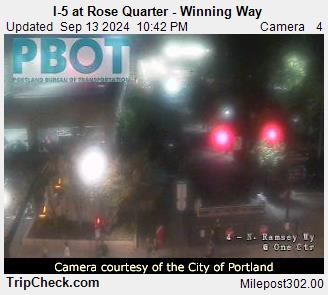 I-5 at Rose Quarter - Winning Way
Updated Sep 13 2024 10:42 PM Camera 4
PBOT
PORTLAND BUREAU OF TRANSPORTATION
4 - N. Ramsey Wy
@ One Ctr
Camera courtesy of the City of Portland
TripCheck.com Milepost302.00